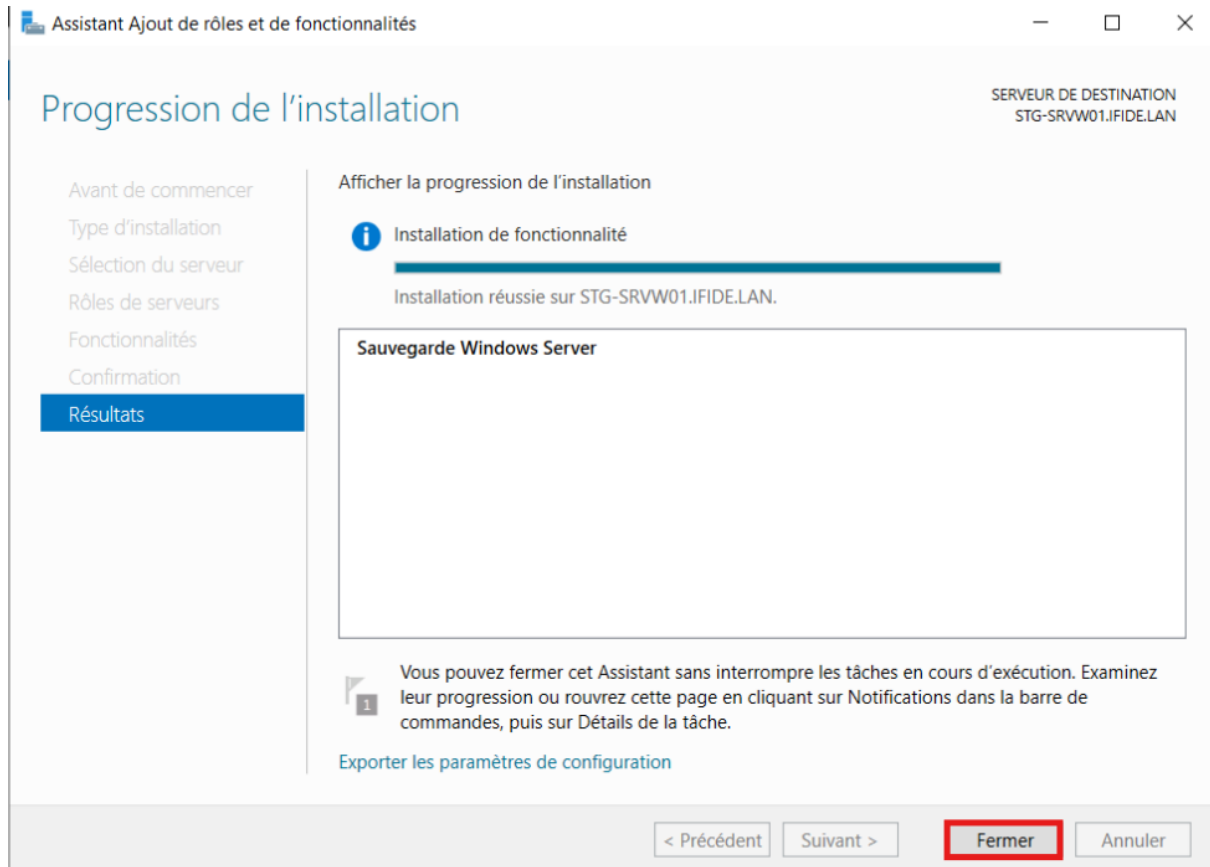 Assistant Ajout de rôles et de fonctionnalités
Progression de l'installation
SERVEUR DE DESTINATION
STG-SRVW01.IFIDE.LAN
Avant de commencer
Type d'installation
Sélection du serveur
Rôles de serveurs
Fonctionnalités
Confirmation
Résultats
Afficher la progression de l'installation
Installation de fonctionnalité
Installation réussie sur STG-SRVW01.IFIDE.LAN.
Sauvegarde Windows Server
1
Vous pouvez fermer cet Assistant sans interrompre les tâches en cours d'exécution. Examinez
leur progression ou rouvrez cette page en cliquant sur Notifications dans la barre de
commandes, puis sur Détails de la tâche.
Exporter les paramètres de configuration
< Précédent
Suivant >
Fermer
Annuler